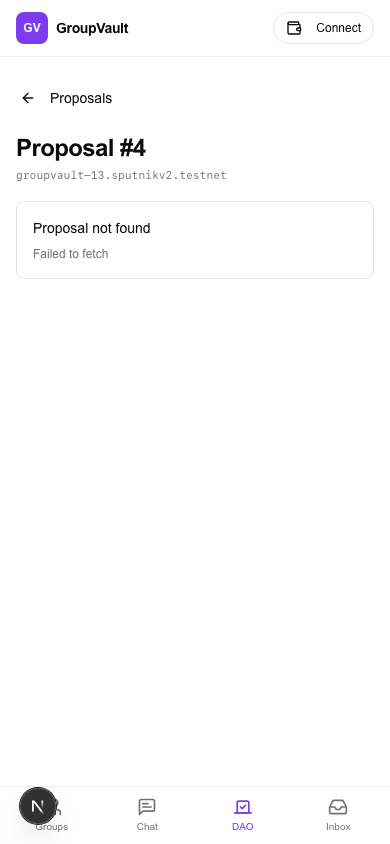 GV GroupVault Connect
Proposals
Proposal #4
groupvault-13.sputnikv2.testnet
Proposal not found
Failed to fetch
N
Groups Chat DAO Inbox